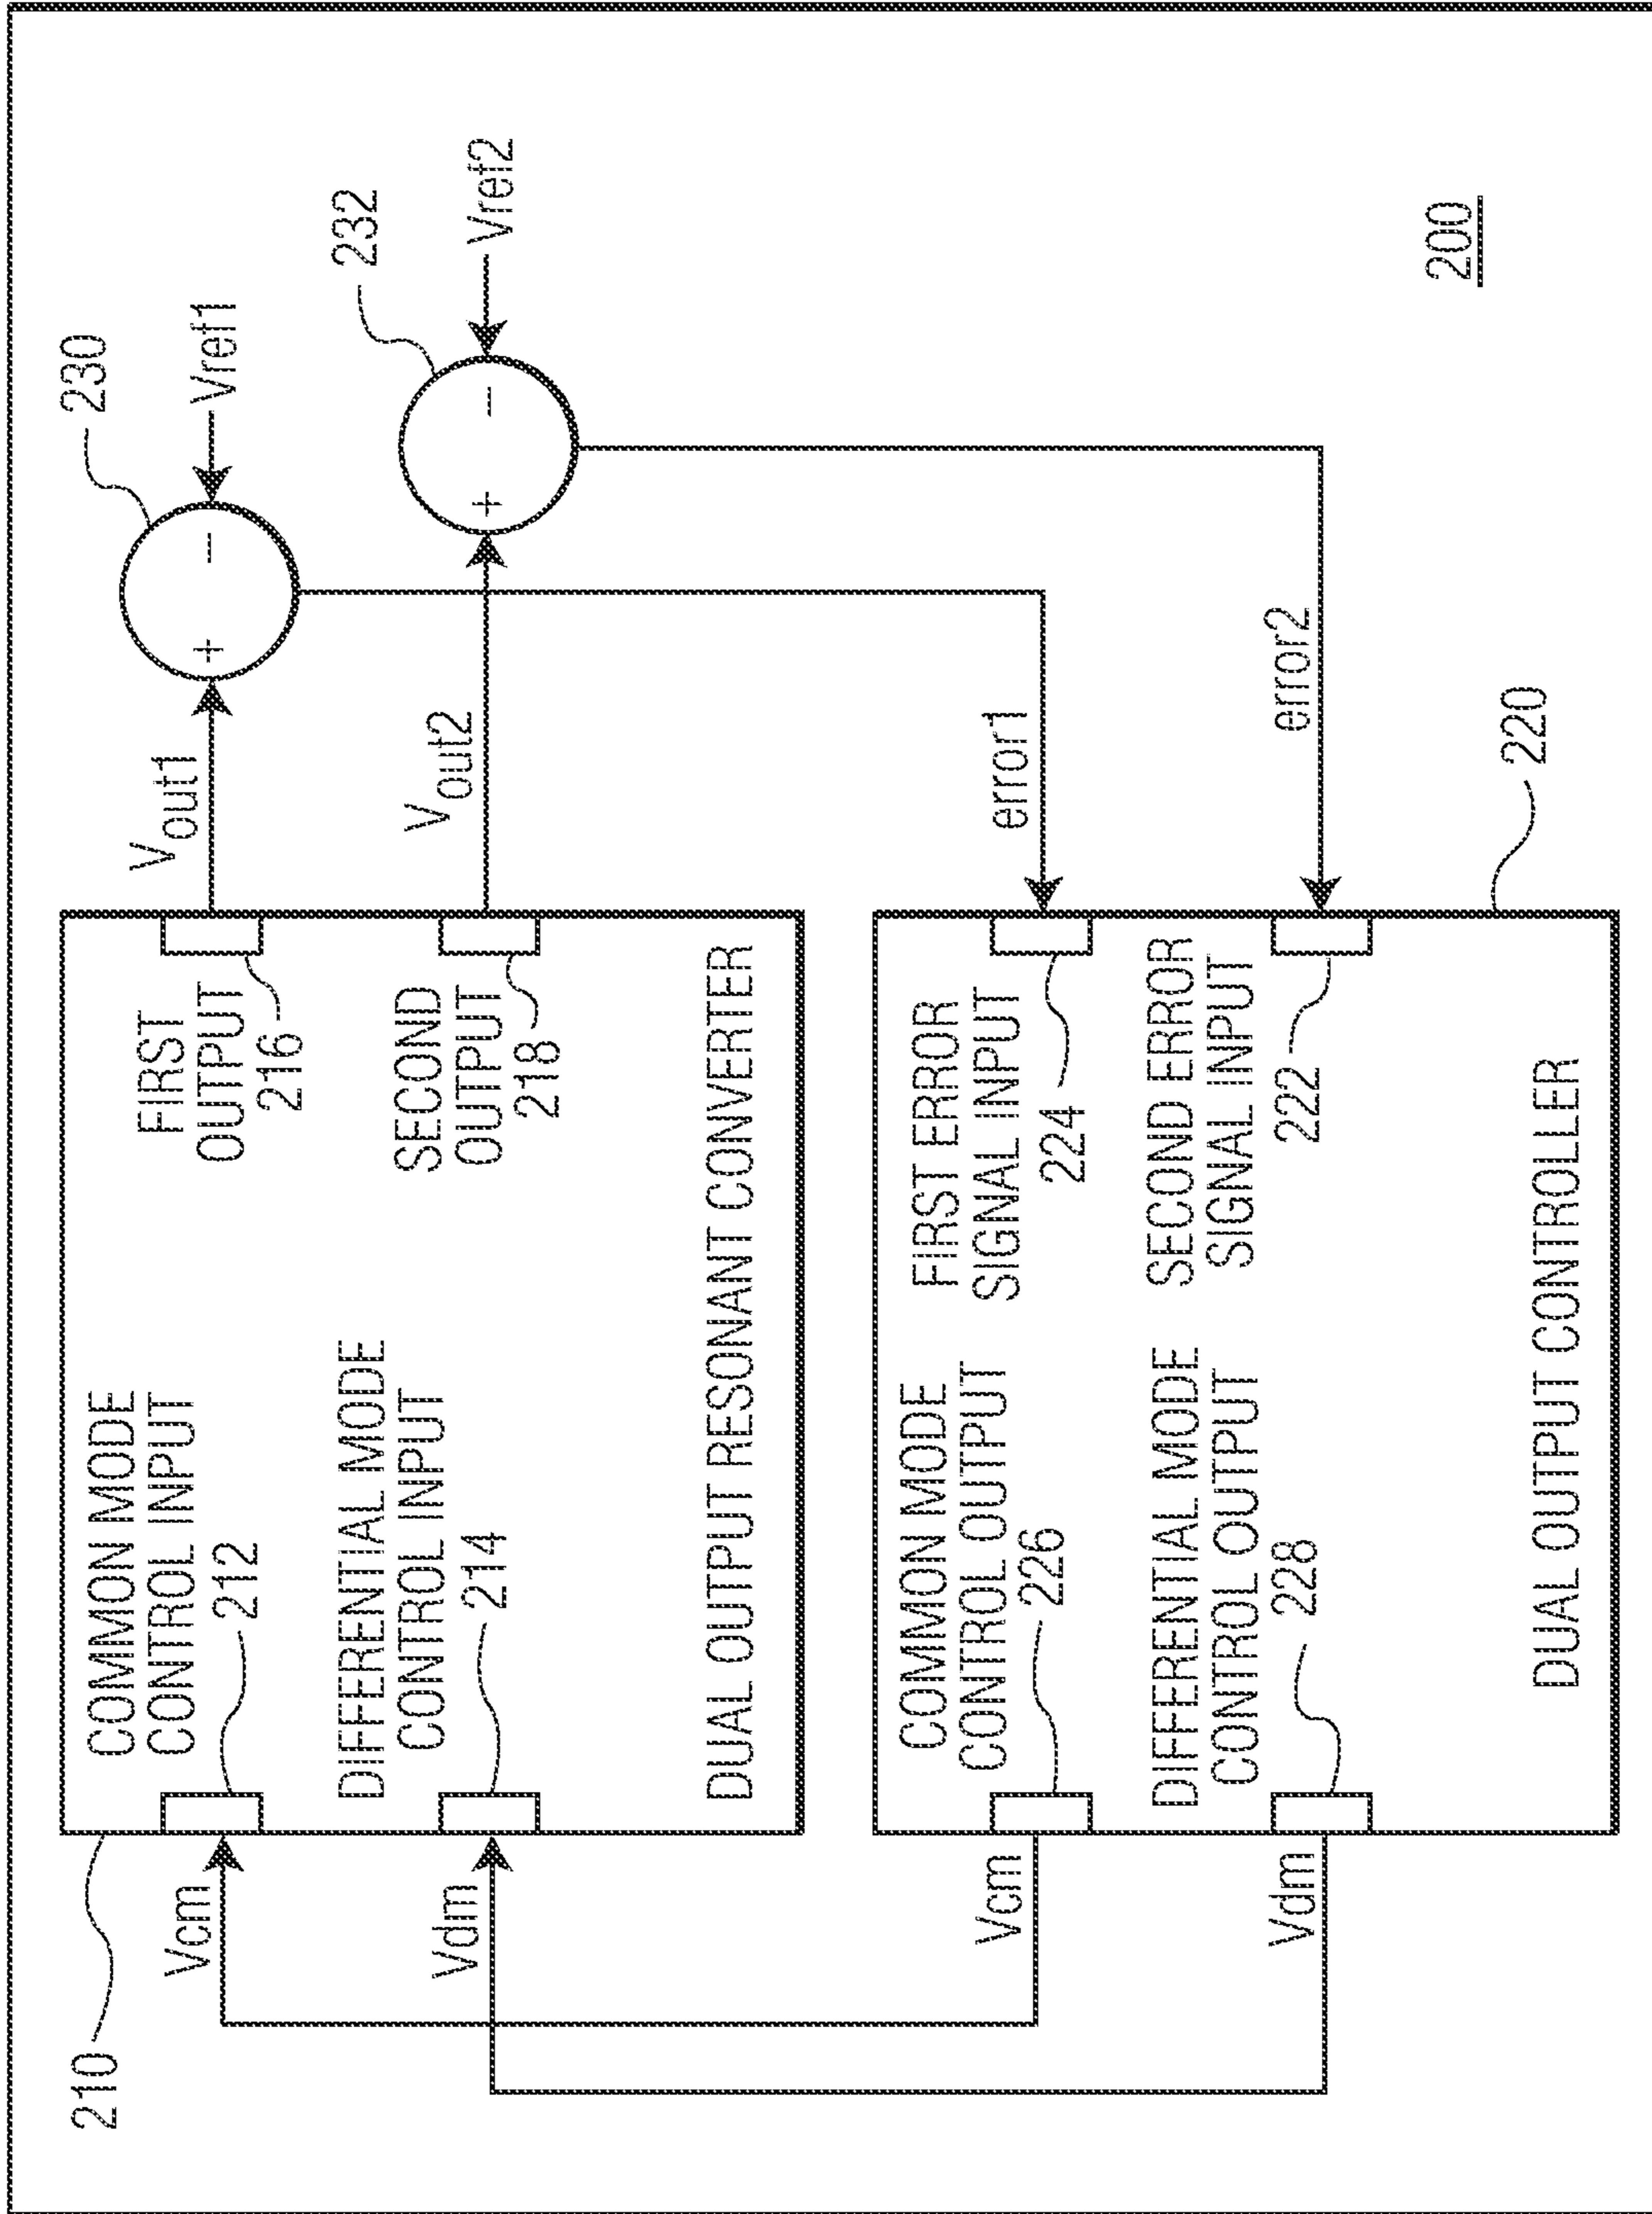 210
Vcm
Vdm
COMMON MODE
CONTROL INPUT
212
DIFFERENTIAL MODE
CONTROL INPUT
214
FIRST
OUTPUT
216
SECOND
OUTPUT
218
DUAL OUTPUT RESONANT CONVERTER
Vout1
Vout2
+
−
230
Vref1
+
−
232
Vref2
Vcm
Vdm
COMMON MODE
CONTROL OUTPUT
226
DIFFERENTIAL MODE
CONTROL OUTPUT
228
FIRST ERROR
SIGNAL INPUT
224
SECOND ERROR
SIGNAL INPUT
222
DUAL OUTPUT CONTROLLER
error1
error2
220
200